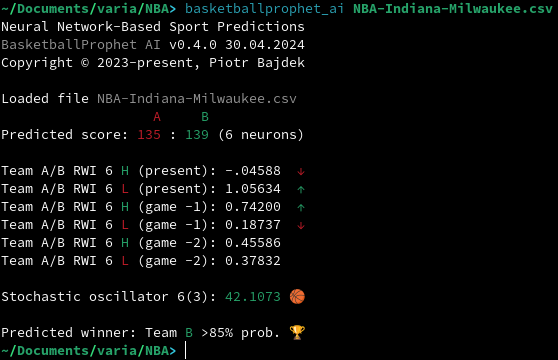 ~/Documents/varia/NBA> basketballprophet_ai NBA-Indiana-Milwaukee.csv
Neural Network-Based Sport Predictions
BasketballProphet AI v0.4.0 30.04.2024
Copyright © 2023-present, Piotr Bajdek
Loaded file NBA-Indiana-Milwaukee.csv
A B
Predicted score: 135 : 139 (6 neurons)
Team A/B RWI 6 H (present): -.04588 ↓
Team A/B RWI 6 L (present): 1.05634 ↑
Team A/B RWI 6 H (game -1): 0.74200 ↑
Team A/B RWI 6 L (game -1): 0.18737 ↓
Team A/B RWI 6 H (game -2): 0.45586
Team A/B RWI 6 L (game -2): 0.37832
Stochastic oscillator 6(3): 42.1073 🏀
Predicted winner: Team B >85% prob. 🏆
~/Documents/varia/NBA>